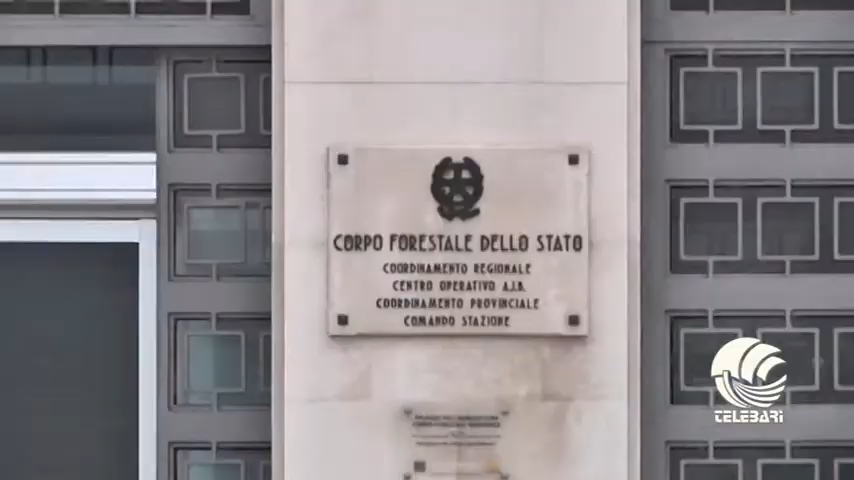 CORPO FORESTALE DELLO STATO
COORDINAMENTO REGIONALE
CENTRO OPERATIVO A.I.B.
COORDINAMENTO PROVINCIALE
COMANDO STAZIONE
TELEBARI